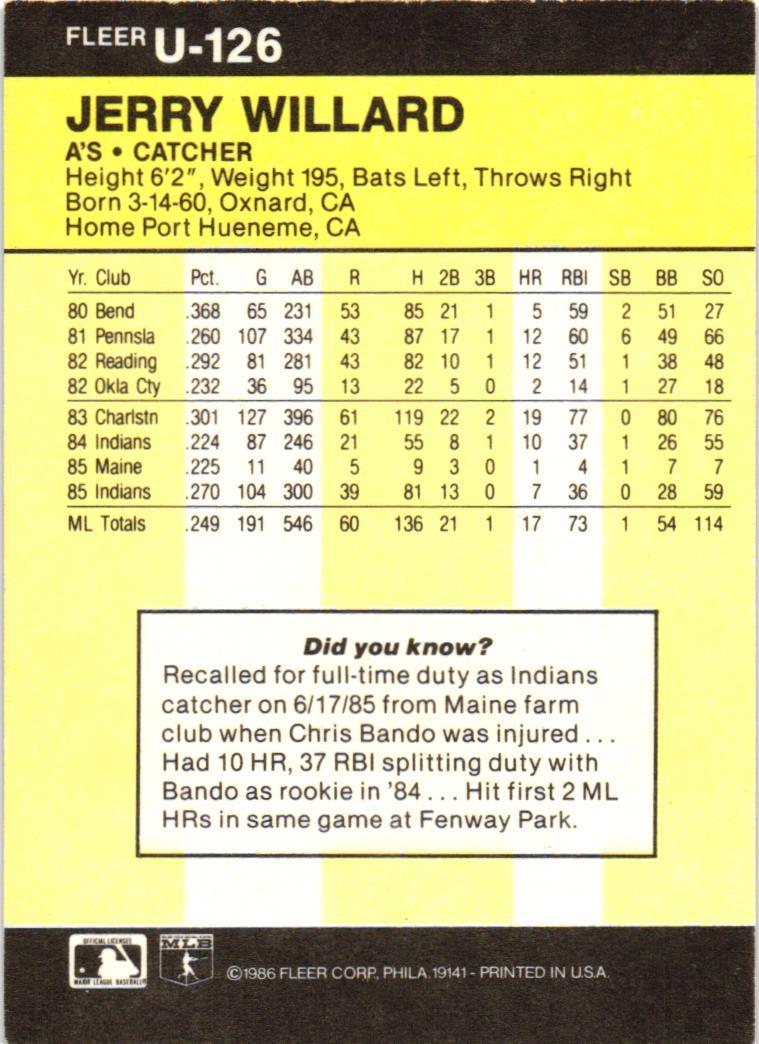 FLEER U-126
JERRY WILLARD
A'S • CATCHER
Height 6'2", Weight 195, Bats Left, Throws Right
Born 3-14-60, Oxnard, CA
Home Port Hueneme, CA
Yr. Club Pct. G AB R H 2B 3B HR RBI SB BB SO
80 Bend .368 65 231 53 85 21 1 5 59 2 51 27
81 Pennsla .260 107 334 43 87 17 1 12 60 6 49 66
82 Reading .292 81 281 43 82 10 1 12 51 1 38 48
82 Okla Cty .232 36 95 13 22 5 0 2 14 1 27 18
83 Charlstn .301 127 396 61 119 22 2 19 77 0 80 76
84 Indians .224 87 246 21 55 8 1 10 37 1 26 55
85 Maine .225 11 40 5 9 3 0 1 4 1 7 7
85 Indians .270 104 300 39 81 13 0 7 36 0 28 59
ML Totals .249 191 546 60 136 21 1 17 73 1 54 114
Did you know?
Recalled for full-time duty as Indians
catcher on 6/17/85 from Maine farm
club when Chris Bando was injured ...
Had 10 HR, 37 RBI splitting duty with
Bando as rookie in '84 ... Hit first 2 ML
HRs in same game at Fenway Park.
OFFICIAL LICENSEE
MAJOR LEAGUE BASEBALL
MLB
©1986 FLEER CORP., PHILA. 19141 - PRINTED IN U.S.A.